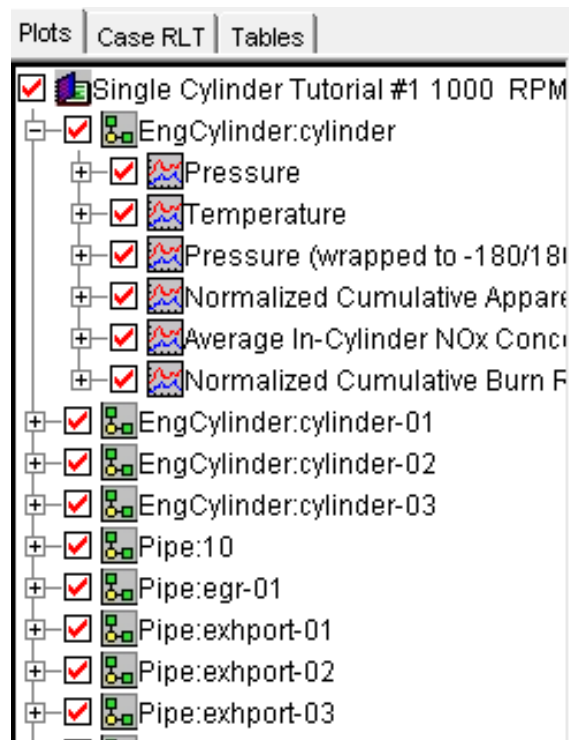 Plots Case RLT Tables
Single Cylinder Tutorial #1 1000 RPM
EngCylinder:cylinder
Pressure
Temperature
Pressure (wrapped to -180/18
Normalized Cumulative Appare
Average In-Cylinder NOx Conc
Normalized Cumulative Burn R
EngCylinder:cylinder-01
EngCylinder:cylinder-02
EngCylinder:cylinder-03
Pipe:10
Pipe:egr-01
Pipe:exhport-01
Pipe:exhport-02
Pipe:exhport-03